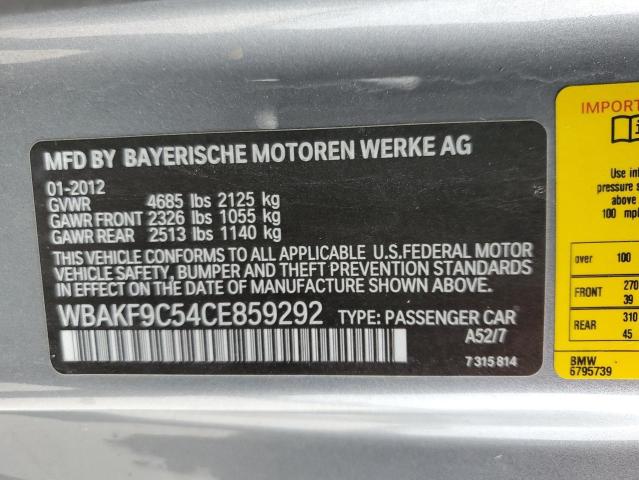 MFD BY BAYERISCHE MOTOREN WERKE AG
01-2012
GVWR 4685 lbs 2125 kg
GAWR FRONT 2326 lbs 1055 kg
GAWR REAR 2513 lbs 1140 kg
THIS VEHICLE CONFORMS TO ALL APPLICABLE U.S.FEDERAL MOTOR
VEHICLE SAFETY, BUMPER AND THEFT PREVENTION STANDARDS
IN EFFECT ON THE DATE OF MANUFACTURE SHOWN ABOVE.
WBAKF9C54CE859292 TYPE: PASSENGER CAR
A52/7
7 315 814
IMPORT
Use
pressure
above
100
over 100
FRONT 270
39
REAR 310
45
BMW
6795739